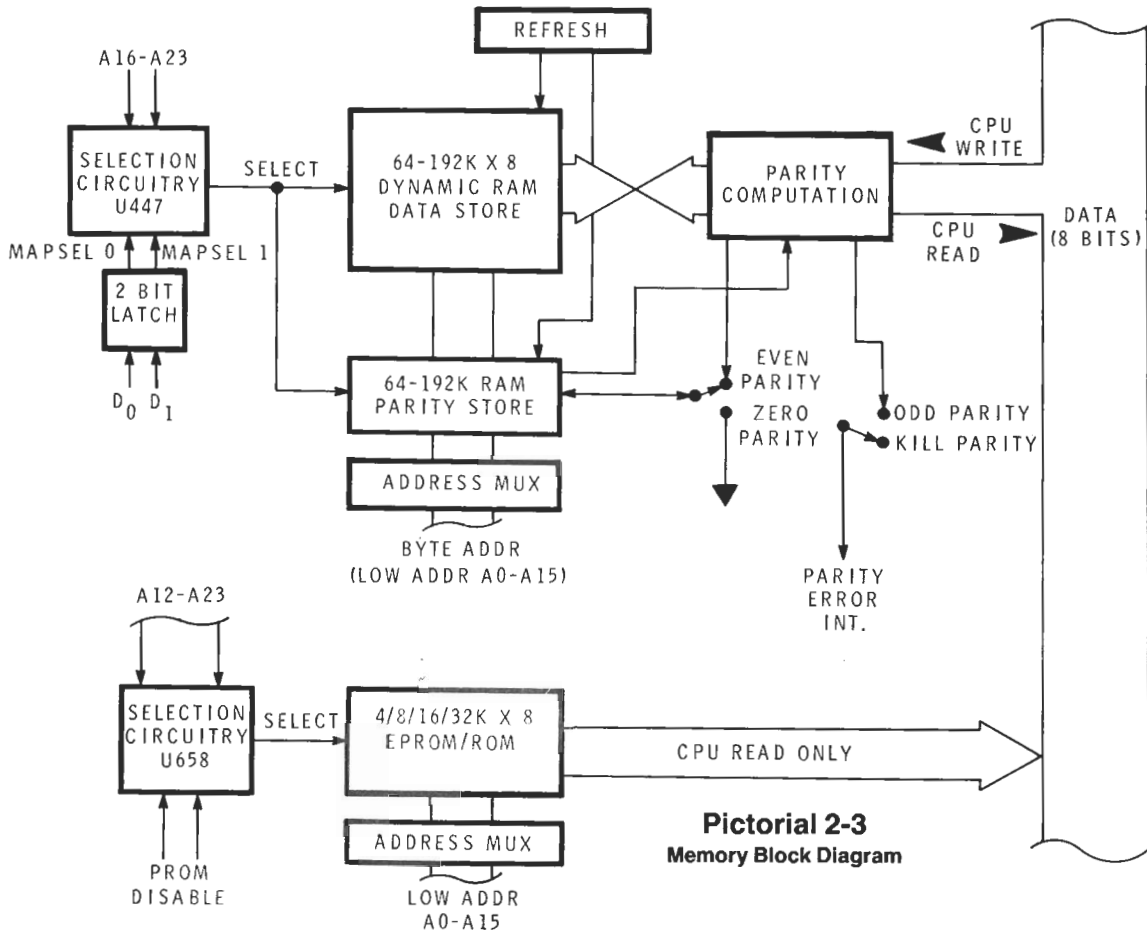 REFRESH
A16-A23
SELECTION
CIRCUITRY
U447
SELECT
64-192K X 8
DYNAMIC RAM
DATA STORE
PARITY
COMPUTATION
CPU
WRITE
CPU
READ
DATA
(8 BITS)
MAPSEL 0
MAPSEL 1
2 BIT
LATCH
D0 D1
64-192K RAM
PARITY STORE
EVEN
PARITY
ZERO
PARITY
ODD PARITY
KILL PARITY
ADDRESS MUX
BYTE ADDR
(LOW ADDR A0-A15)
PARITY
ERROR
INT.
A12-A23
SELECTION
CIRCUITRY
U658
SELECT
4/8/16/32K X 8
EPROM/ROM
CPU READ ONLY
PROM
DISABLE
ADDRESS MUX
LOW ADDR
A0-A15
Pictorial 2-3
Memory Block Diagram